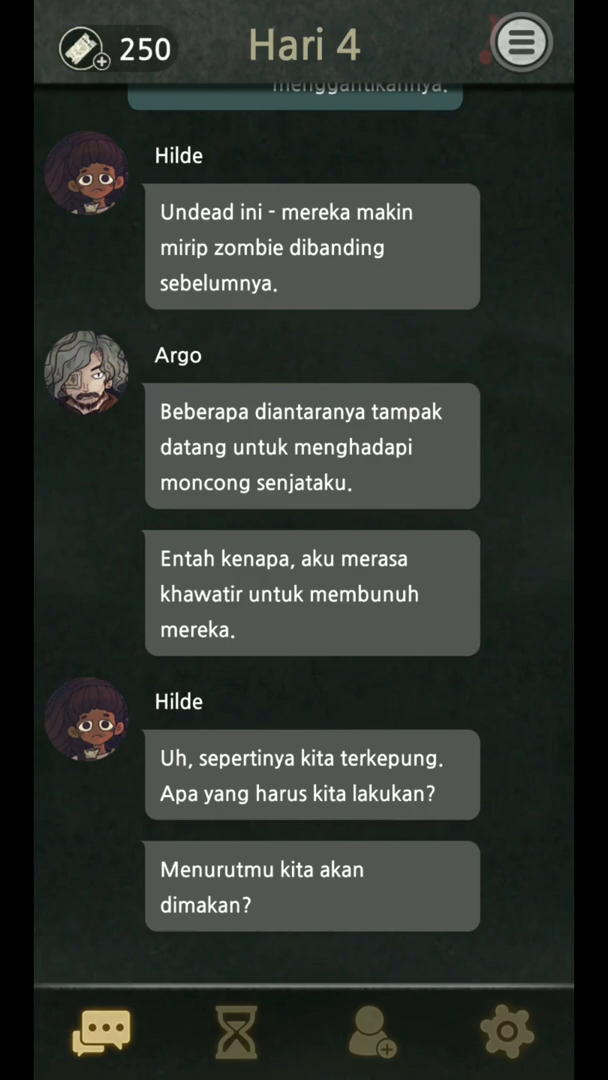 250
Hari 4
menggantikannya.
Hilde
Undead ini - mereka makin
mirip zombie dibanding
sebelumnya.
Argo
Beberapa diantaranya tampak
datang untuk menghadapi
moncong senjataku.
Entah kenapa, aku merasa
khawatir untuk membunuh
mereka.
Hilde
Uh, sepertinya kita terkepung.
Apa yang harus kita lakukan?
Menurutmu kita akan
dimakan?